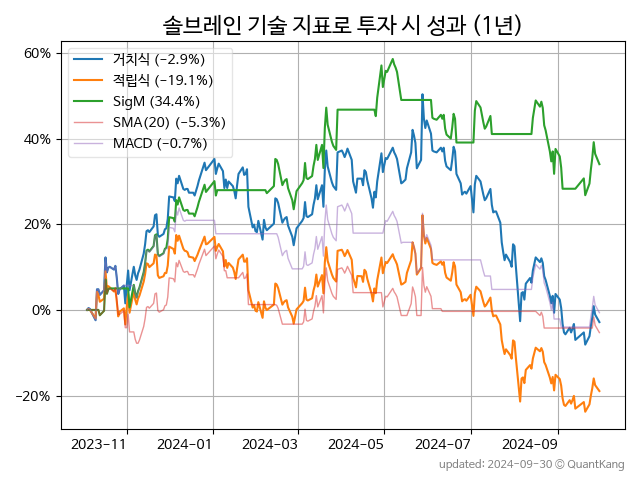 솔브레인 기술 지표로 투자 시 성과 (1년)
60%
40%
20%
0%
−20%
거치식 (−2.9%)
적립식 (−19.1%)
SigM (34.4%)
SMA(20) (−5.3%)
MACD (−0.7%)
2023-11
2024-01
2024-03
2024-05
2024-07
2024-09
updated: 2024-09-30 © QuantKang